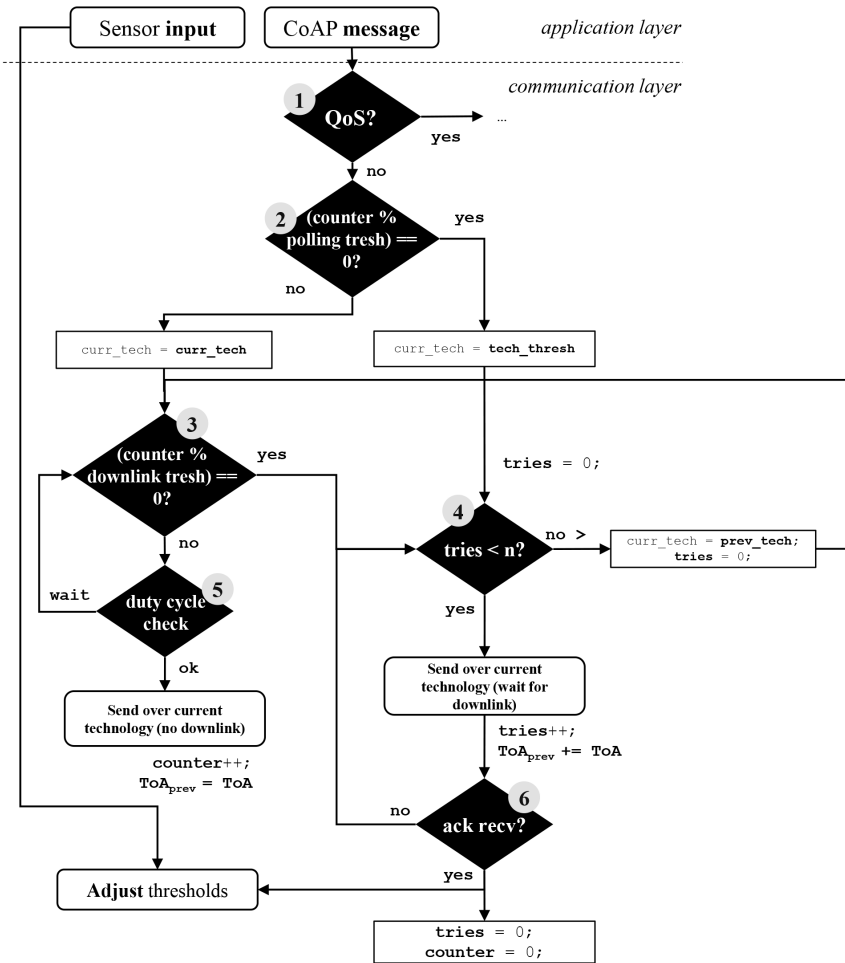 Sensor input
CoAP message
application layer
communication layer
1
QoS?
yes
...
no
2
(counter %
polling tresh) ==
0?
yes
no
curr_tech = curr_tech
curr_tech = tech_thresh
3
(counter %
downlink tresh) ==
0?
yes
tries = 0;
4
tries < n?
no >
curr_tech = prev_tech;
tries = 0;
no
wait
5
duty cycle
check
yes
ok
Send over current
technology (wait for
downlink)
Send over current
technology (no downlink)
tries++;
ToAprev += ToA
counter++;
ToAprev = ToA
6
no
ack recv?
yes
Adjust thresholds
tries = 0;
counter = 0;